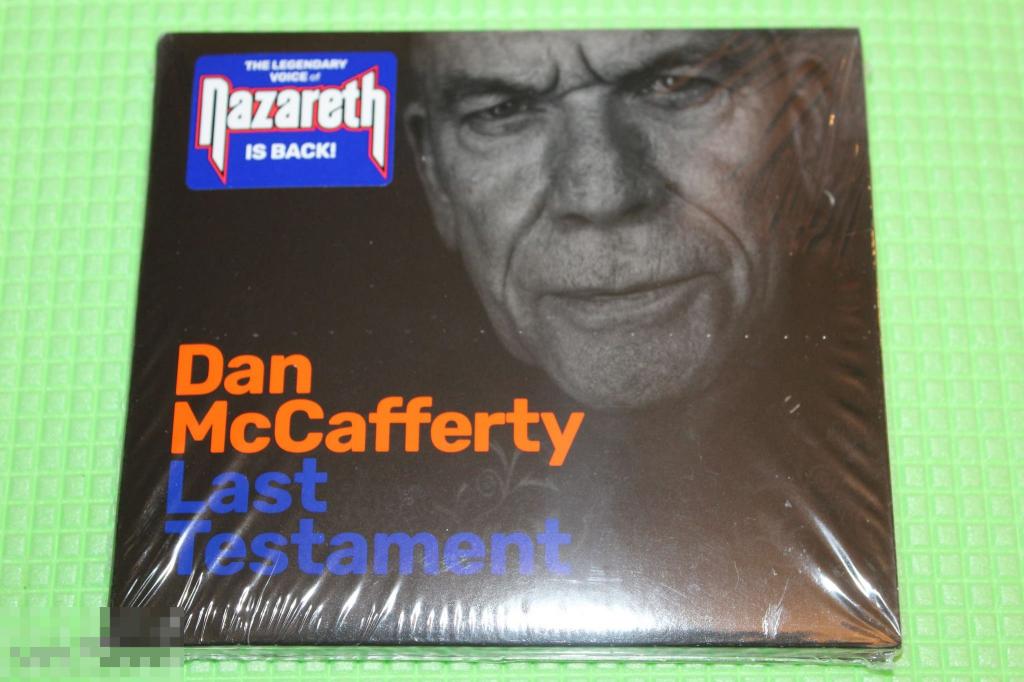 THE LEGENDARY
VOICE of
Nazareth
IS BACK!
Dan
McCafferty
Last
Testament